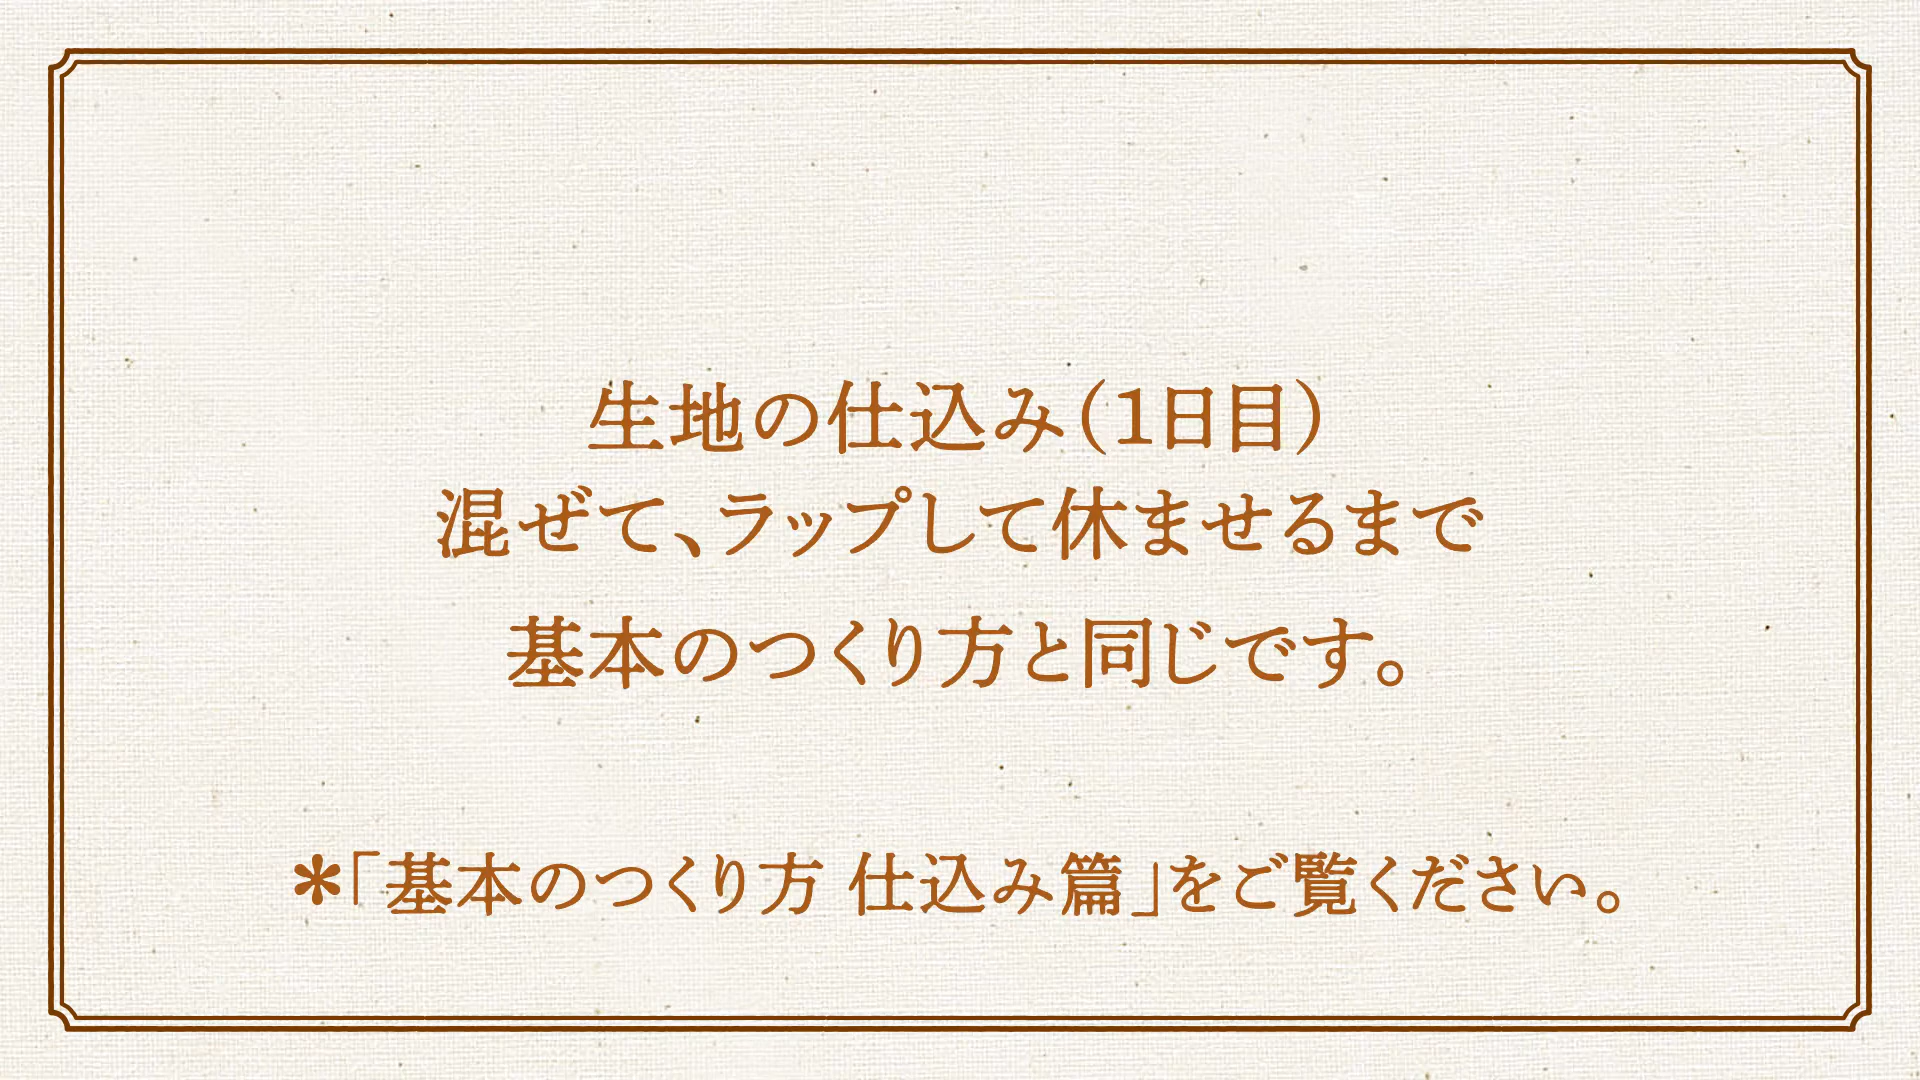 生地の仕込み(1日目)
混ぜて、ラップして休ませるまで
基本のつくり方と同じです。
＊「基本のつくり方 仕込み篇」をご覧ください。